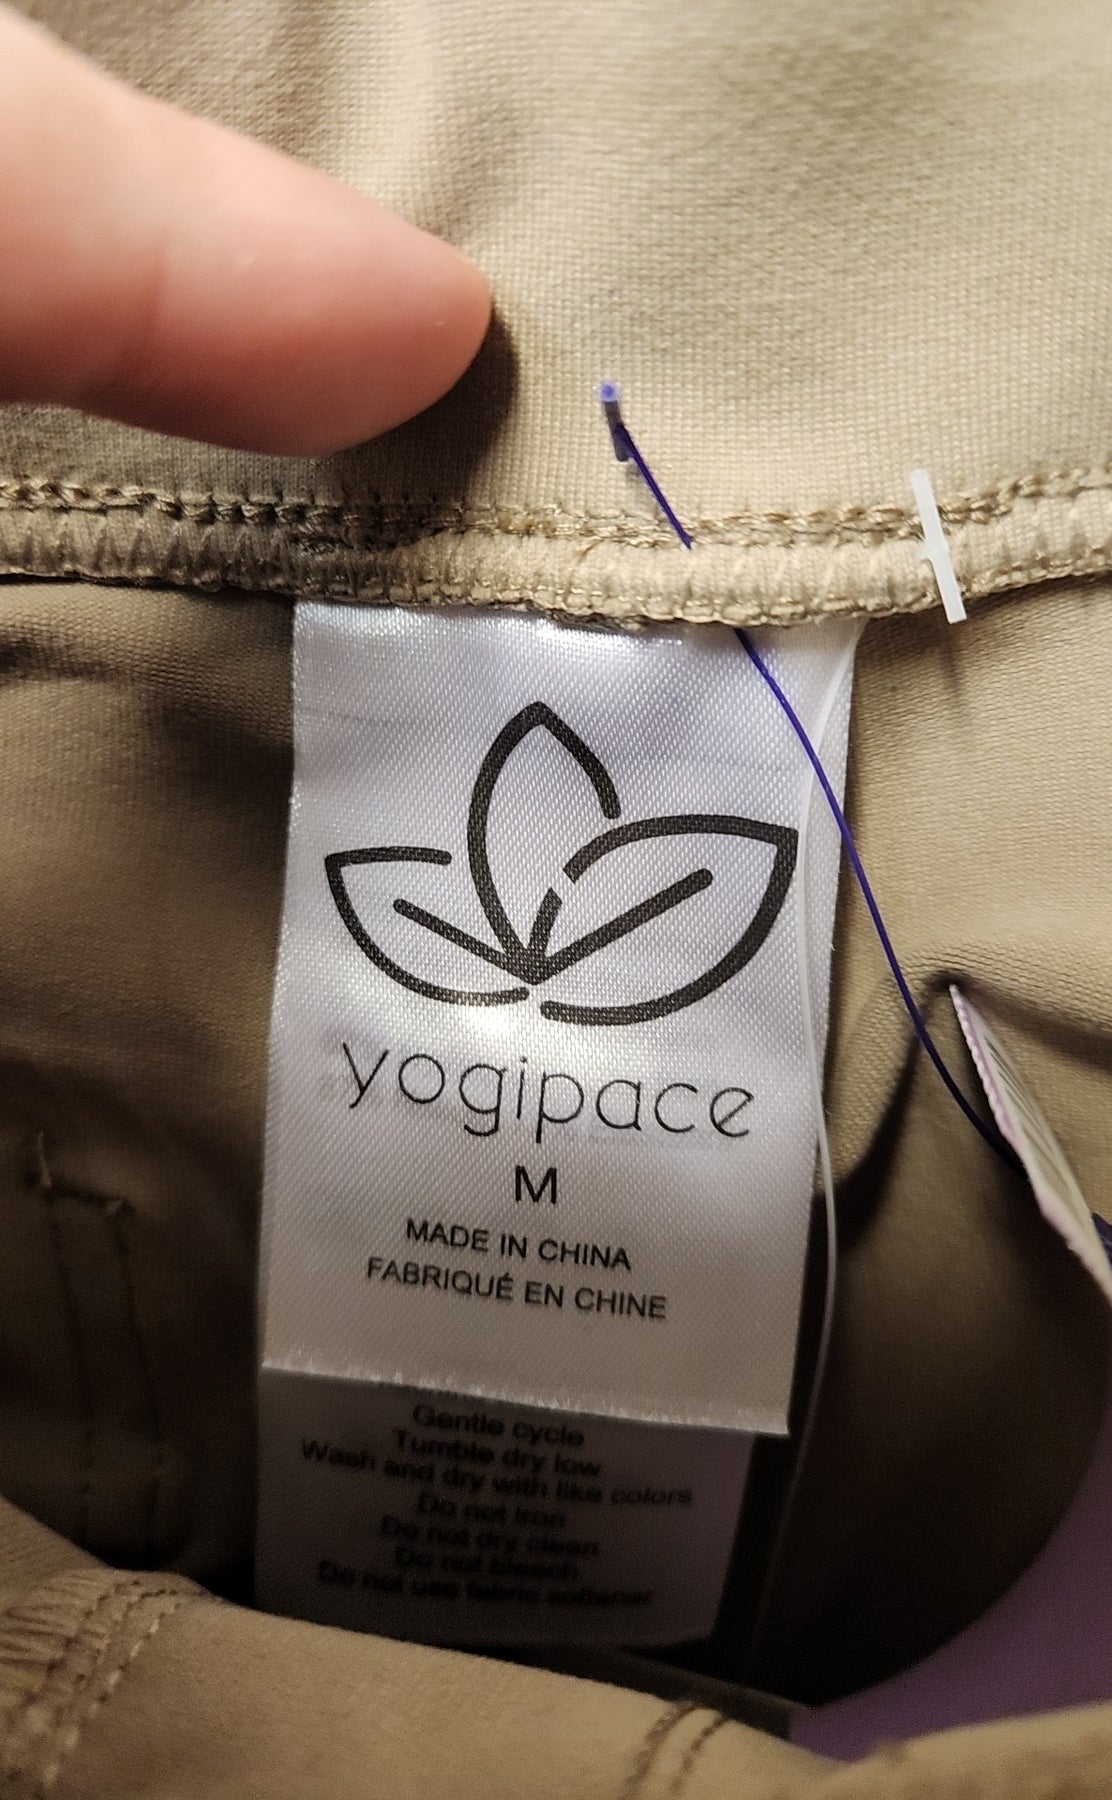 yogipace
M
MADE IN CHINA
FABRIQUÉ EN CHINE
Gentle cycle
Tumble dry low
Wash and dry with like colors
Do not iron
Do not dry clean
Do not bleach
Do not use fabric softener